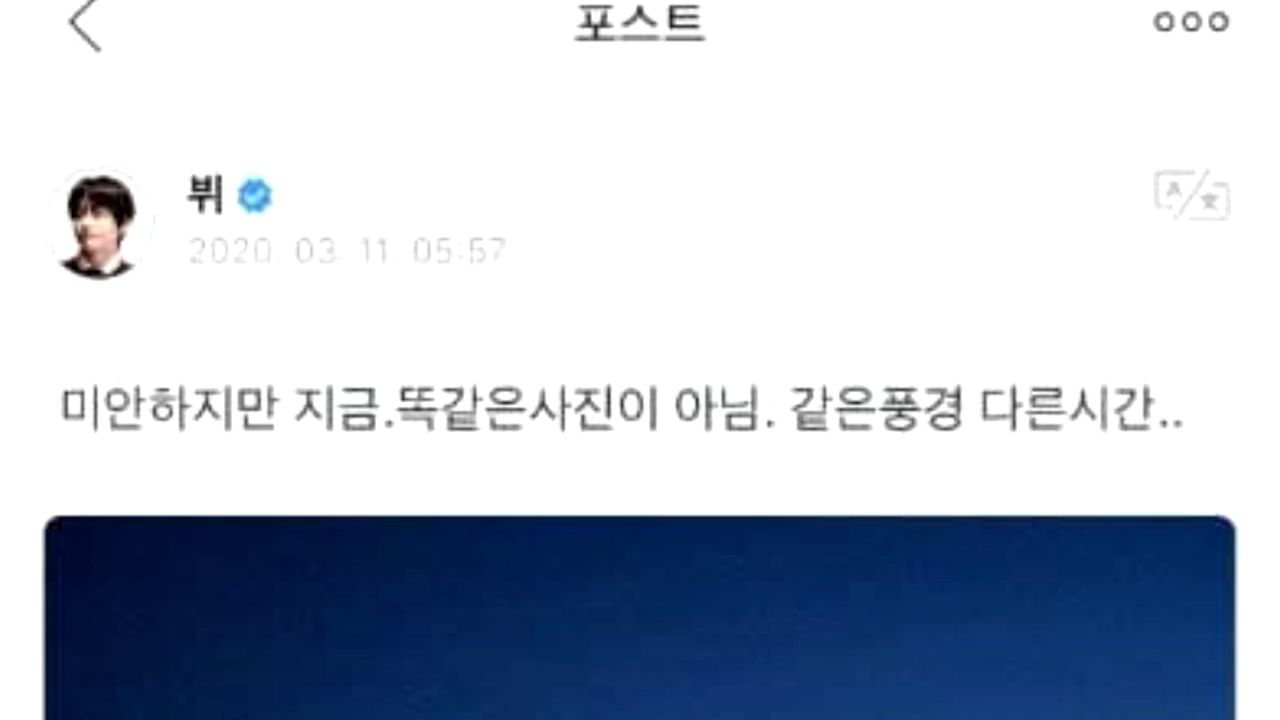 포스트
뷔
2020. 03. 11. 05:57
미안하지만 지금.똑같은사진이 아님. 같은풍경 다른시간..